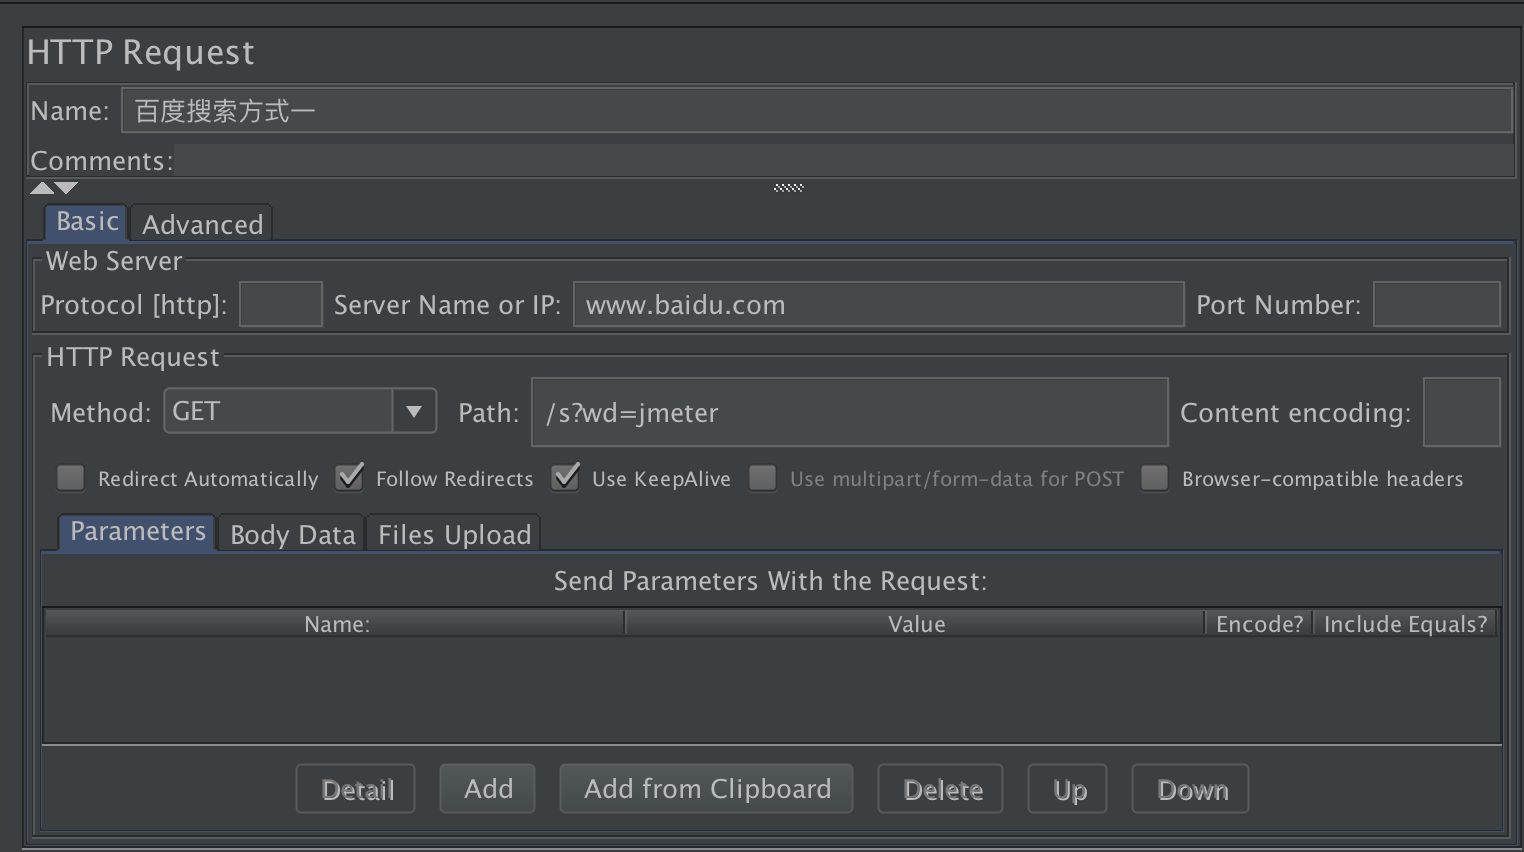 HTTP Request
Name: 百度搜索方式一
Comments:
Basic Advanced
Web Server
Protocol [http]: Server Name or IP: www.baidu.com Port Number:
HTTP Request
Method: GET Path: /s?wd=jmeter Content encoding:
Redirect Automatically Follow Redirects Use KeepAlive Use multipart/form-data for POST Browser-compatible headers
Parameters Body Data Files Upload
Send Parameters With the Request:
Name: Value Encode? Include Equals?
Detail Add Add from Clipboard Delete Up Down